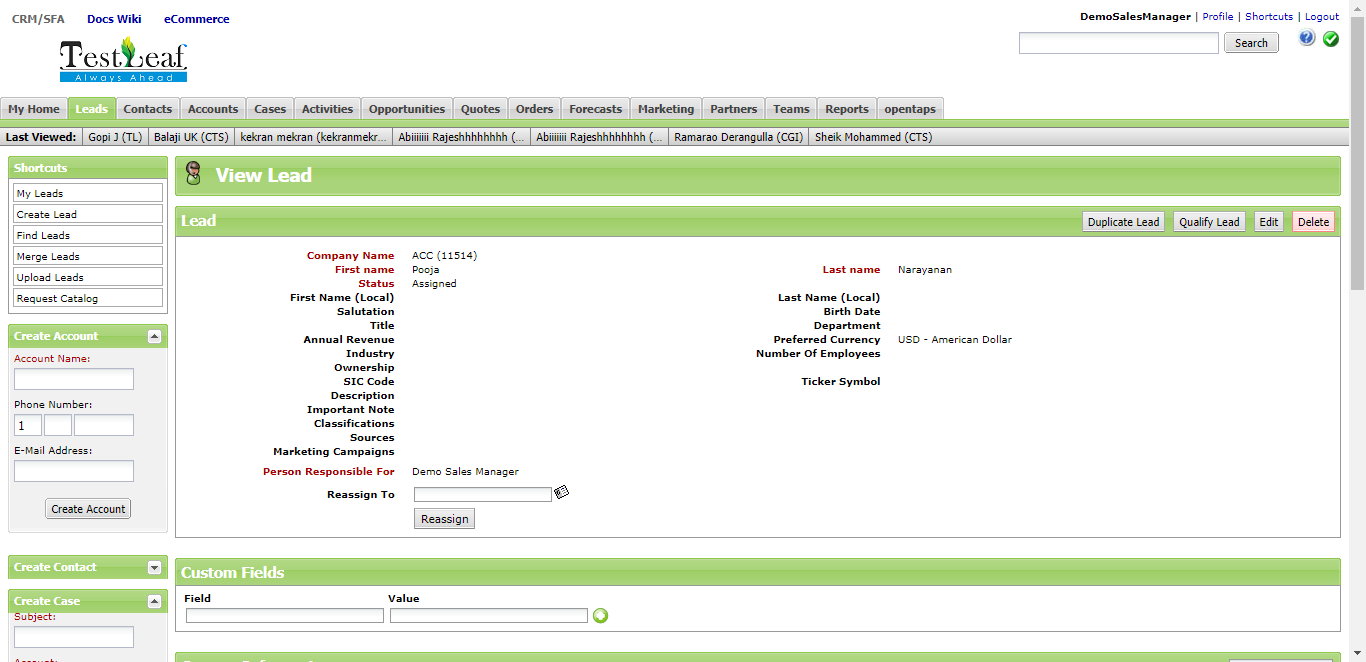 CRM/SFA Docs Wiki eCommerce
DemoSalesManager | Profile | Shortcuts | Logout
TestLeaf
Always Ahead
Search
My Home Leads Contacts Accounts Cases Activities Opportunities Quotes Orders Forecasts Marketing Partners Teams Reports opentaps
Last Viewed: Gopi J (TL) Balaji UK (CTS) kekran mekran (kekranmekr... Abiiiiiii Rajeshhhhhhhh (... Abiiiiiii Rajeshhhhhhhh (... Ramarao Derangulla (CGI) Sheik Mohammed (CTS)
Shortcuts
My Leads
Create Lead
Find Leads
Merge Leads
Upload Leads
Request Catalog
Create Account
Account Name:
Phone Number:
1
E-Mail Address:
Create Account
Create Contact
Create Case
Subject:
Account:
View Lead
Lead
Duplicate Lead Qualify Lead Edit Delete
Company Name ACC (11514)
First name Pooja Last name Narayanan
Status Assigned
First Name (Local) Last Name (Local)
Salutation Birth Date
Title Department
Annual Revenue Preferred Currency USD - American Dollar
Industry Number Of Employees
Ownership
SIC Code Ticker Symbol
Description
Important Note
Classifications
Sources
Marketing Campaigns
Person Responsible For Demo Sales Manager
Reassign To
Reassign
Custom Fields
Field Value